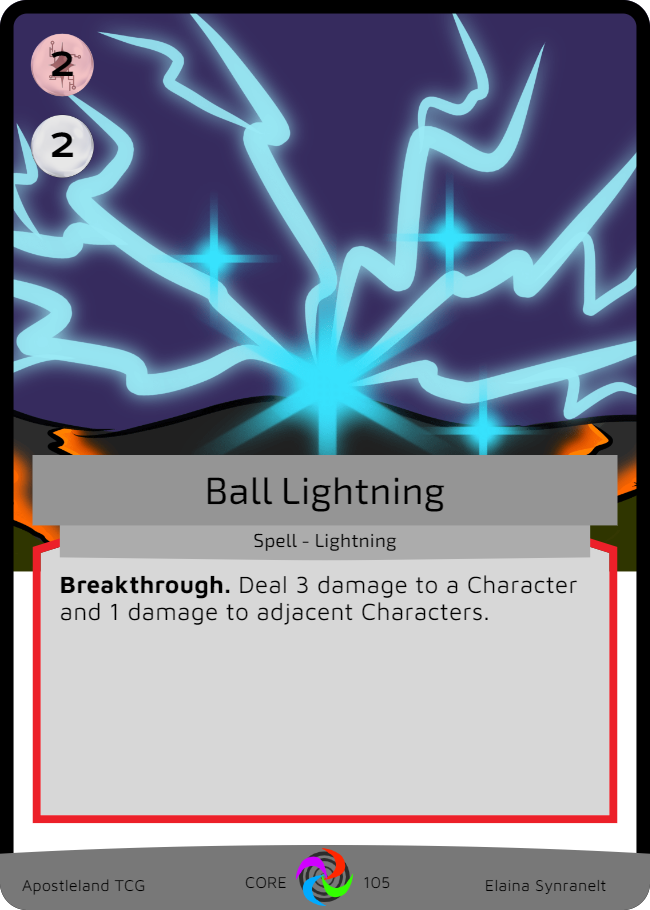 2
2
Ball Lightning
Spell - Lightning
Breakthrough. Deal 3 damage to a Character
and 1 damage to adjacent Characters.
Apostleland TCG CORE 105 Elaina Synranelt